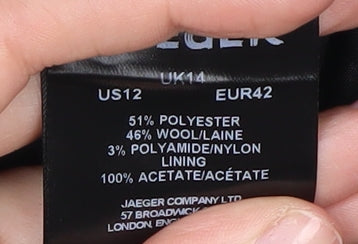 JAEGER
UK14
US12 EUR42
51% POLYESTER
46% WOOL/LAINE
3% POLYAMIDE/NYLON
LINING
100% ACETATE/ACÉTATE
JAEGER COMPANY LTD
57 BROADWICK
LONDON,